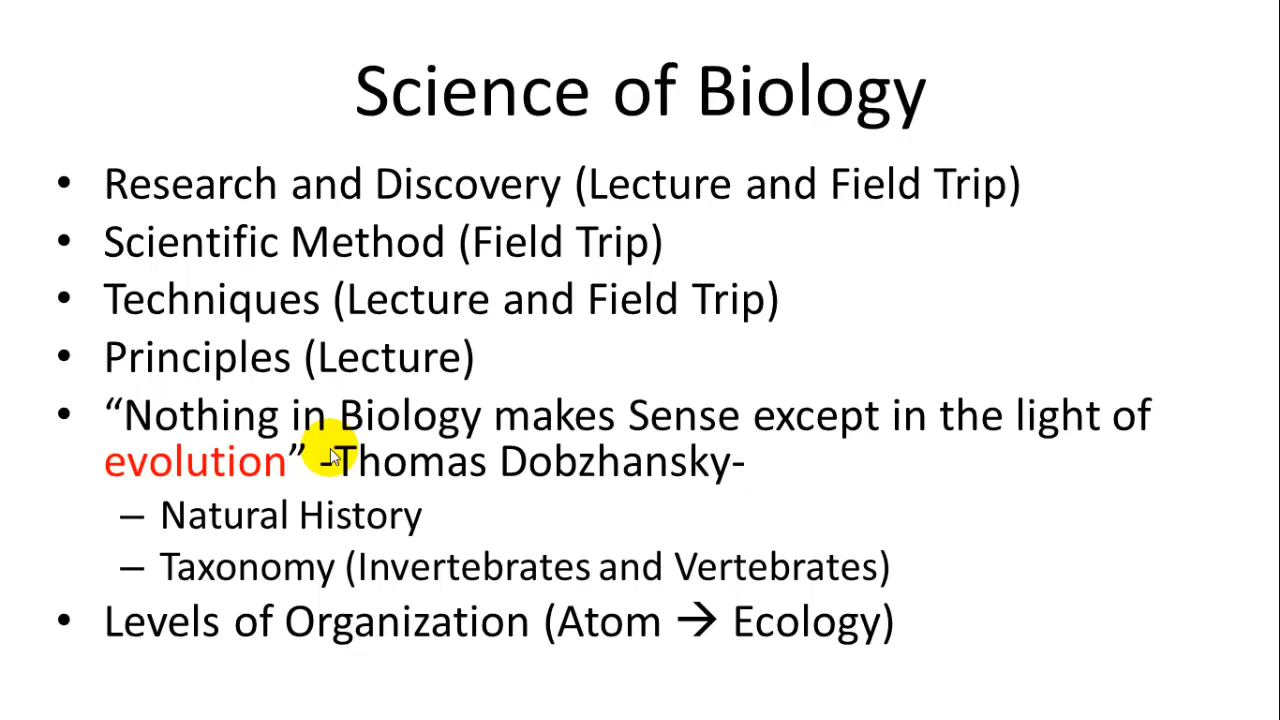 Science of Biology
• Research and Discovery (Lecture and Field Trip)
• Scientific Method (Field Trip)
• Techniques (Lecture and Field Trip)
• Principles (Lecture)
• “Nothing in Biology makes Sense except in the light of
evolution” -Thomas Dobzhansky-
– Natural History
– Taxonomy (Invertebrates and Vertebrates)
• Levels of Organization (Atom → Ecology)